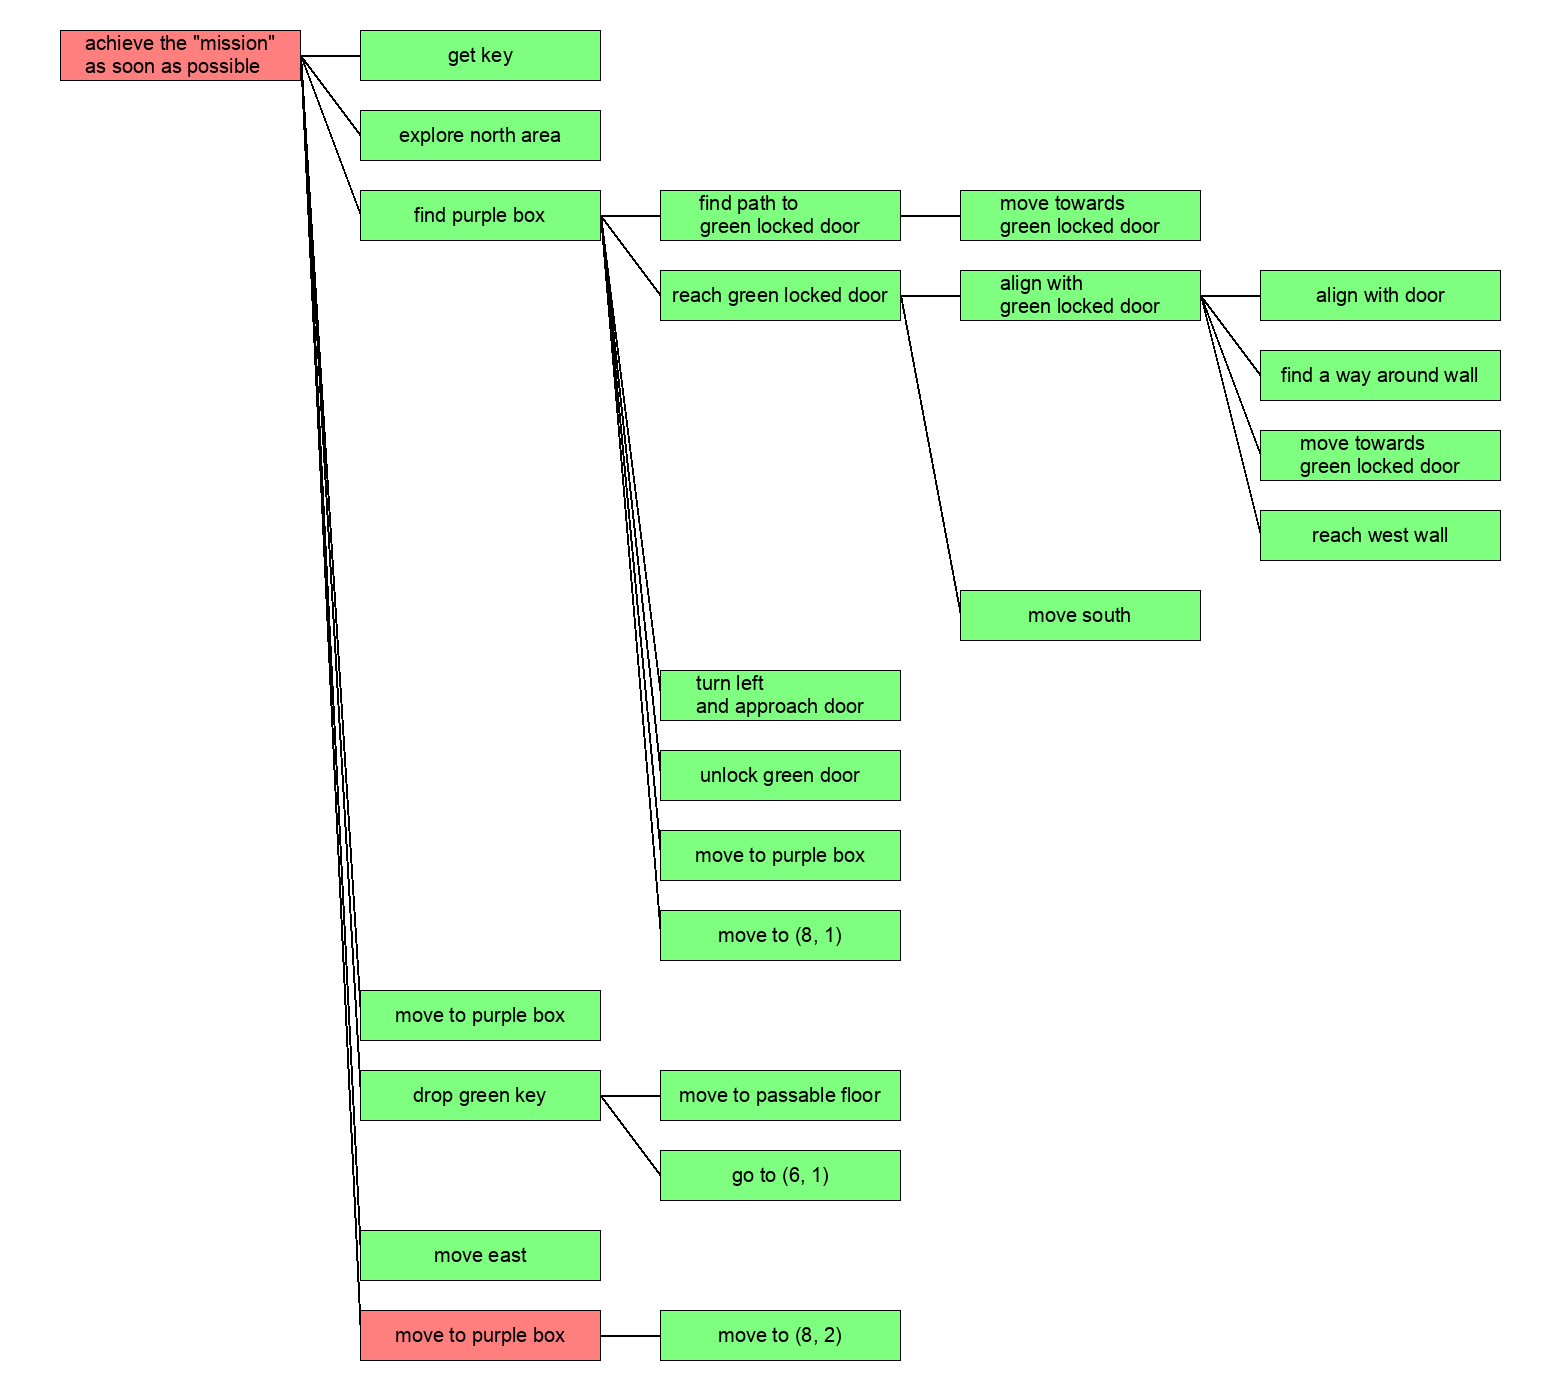 achieve the "mission"
as soon as possible
get key
explore north area
find purple box
find path to
green locked door
move towards
green locked door
reach green locked door
align with
green locked door
align with door
find a way around wall
move towards
green locked door
reach west wall
move south
turn left
and approach door
unlock green door
move to purple box
move to (8, 1)
move to purple box
drop green key
move to passable floor
go to (6, 1)
move east
move to purple box
move to (8, 2)